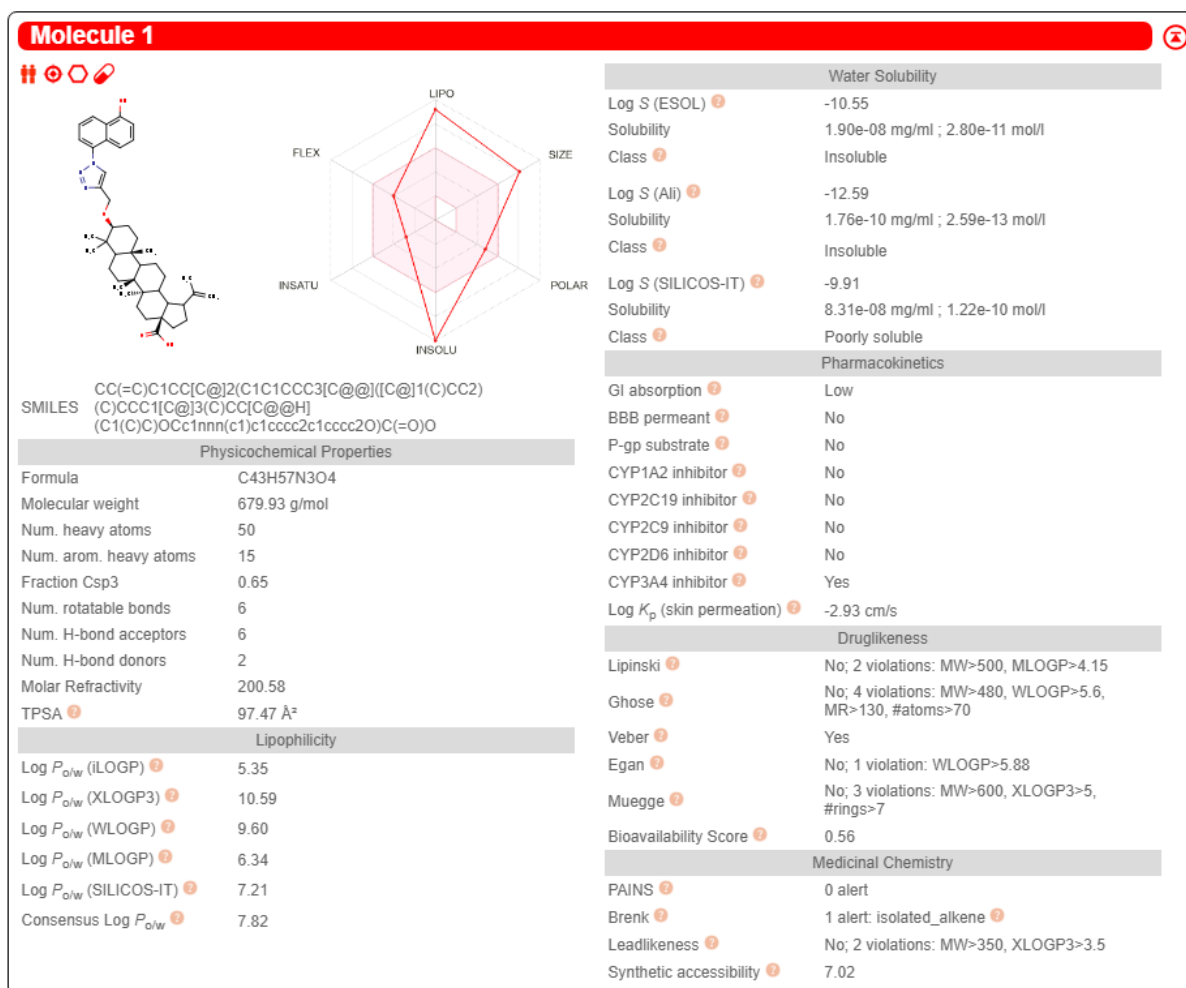 Molecule 1
LIPO
FLEX
SIZE
INSATU
POLAR
INSOLU
SMILES
CC(=C)C1CC[C@]2(C1C1CCC3[C@@]([C@]1(C)CC2)
(C)CCC1[C@]3(C)CC[C@@H]
(C1(C)C)OCc1nnn(c1)c1cccc2c1cccc2O)C(=O)O
Physicochemical Properties
Formula C43H57N3O4
Molecular weight 679.93 g/mol
Num. heavy atoms 50
Num. arom. heavy atoms 15
Fraction Csp3 0.65
Num. rotatable bonds 6
Num. H-bond acceptors 6
Num. H-bond donors 2
Molar Refractivity 200.58
TPSA ? 97.47 Å²
Lipophilicity
Log Po/w (iLOGP) ? 5.35
Log Po/w (XLOGP3) ? 10.59
Log Po/w (WLOGP) ? 9.60
Log Po/w (MLOGP) ? 6.34
Log Po/w (SILICOS-IT) ? 7.21
Consensus Log Po/w ? 7.82
Water Solubility
Log S (ESOL) ? -10.55
Solubility 1.90e-08 mg/ml ; 2.80e-11 mol/l
Class ? Insoluble
Log S (Ali) ? -12.59
Solubility 1.76e-10 mg/ml ; 2.59e-13 mol/l
Class ? Insoluble
Log S (SILICOS-IT) ? -9.91
Solubility 8.31e-08 mg/ml ; 1.22e-10 mol/l
Class ? Poorly soluble
Pharmacokinetics
GI absorption ? Low
BBB permeant ? No
P-gp substrate ? No
CYP1A2 inhibitor ? No
CYP2C19 inhibitor ? No
CYP2C9 inhibitor ? No
CYP2D6 inhibitor ? No
CYP3A4 inhibitor ? Yes
Log Kp (skin permeation) ? -2.93 cm/s
Druglikeness
Lipinski ? No; 2 violations: MW>500, MLOGP>4.15
Ghose ? No; 4 violations: MW>480, WLOGP>5.6,
MR>130, #atoms>70
Veber ? Yes
Egan ? No; 1 violation: WLOGP>5.88
Muegge ? No; 3 violations: MW>600, XLOGP3>5,
#rings>7
Bioavailability Score ? 0.56
Medicinal Chemistry
PAINS ? 0 alert
Brenk ? 1 alert: isolated_alkene ?
Leadlikeness ? No; 2 violations: MW>350, XLOGP3>3.5
Synthetic accessibility ? 7.02